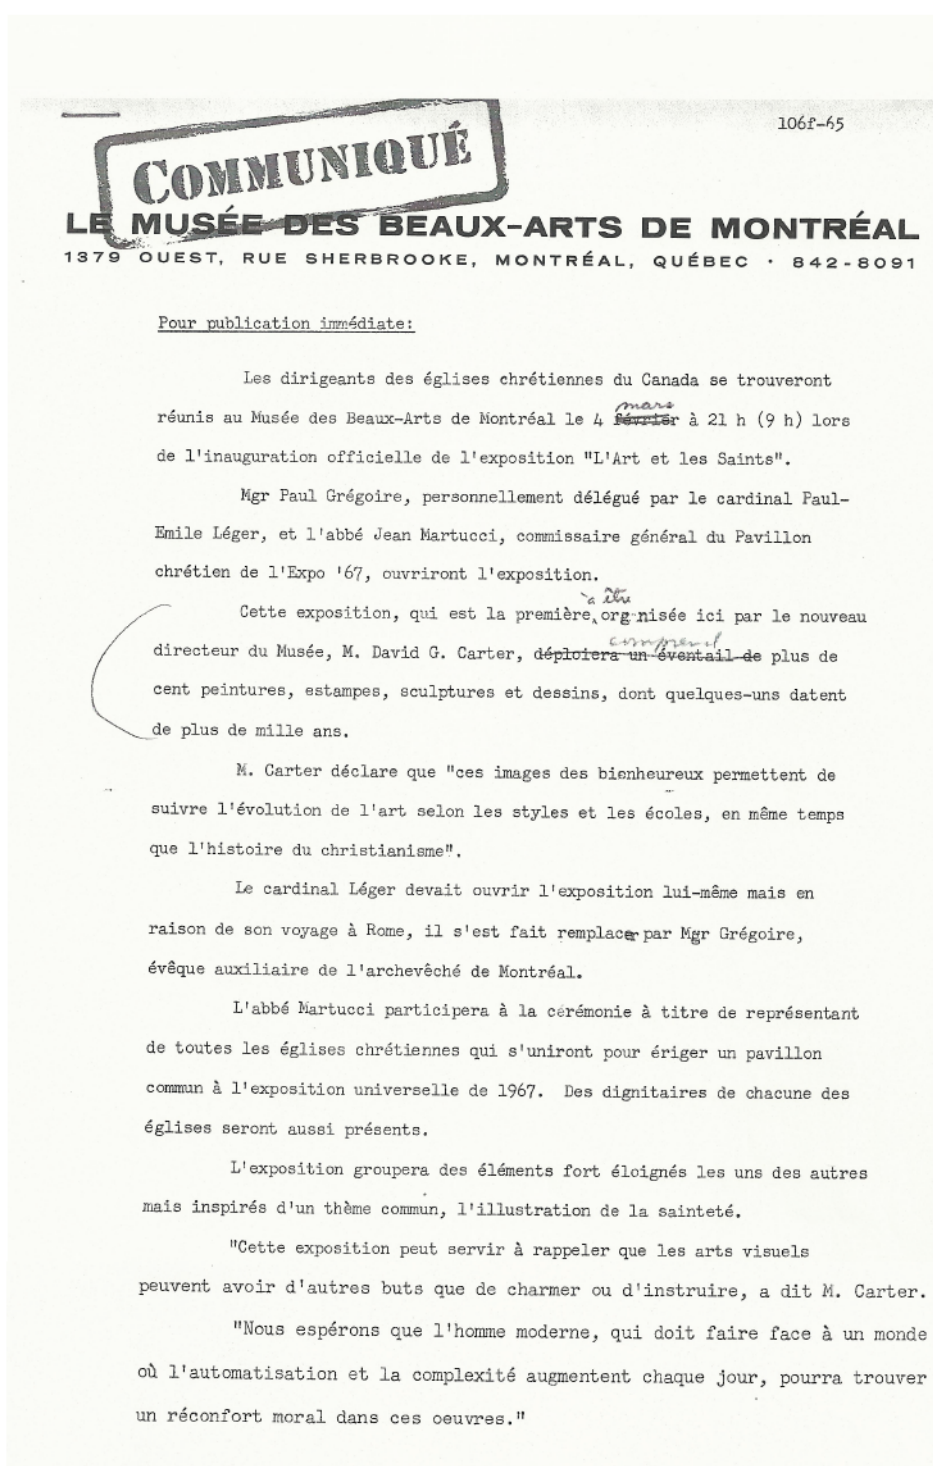 106f-65
COMMUNIQUÉ
LE MUSÉE DES BEAUX-ARTS DE MONTRÉAL
1379 OUEST, RUE SHERBROOKE, MONTRÉAL, QUÉBEC · 842-8091
Pour publication immédiate:
Les dirigeants des églises chrétiennes du Canada se trouveront
mars
réunis au Musée des Beaux-Arts de Montréal le 4 février à 21 h (9 h) lors
de l'inauguration officielle de l'exposition "L'Art et les Saints".
Mgr Paul Grégoire, personnellement délégué par le cardinal Paul-
Emile Léger, et l'abbé Jean Martucci, commissaire général du Pavillon
chrétien de l'Expo '67, ouvriront l'exposition.
à être
Cette exposition, qui est la première, organisée ici par le nouveau
comprend
directeur du Musée, M. David G. Carter, déploiera un éventail de plus de
cent peintures, estampes, sculptures et dessins, dont quelques-uns datent
de plus de mille ans.
M. Carter déclare que "ces images des bienheureux permettent de
suivre l'évolution de l'art selon les styles et les écoles, en même temps
que l'histoire du christianisme".
Le cardinal Léger devait ouvrir l'exposition lui-même mais en
raison de son voyage à Rome, il s'est fait remplacer par Mgr Grégoire,
évêque auxiliaire de l'archevêché de Montréal.
L'abbé Martucci participera à la cérémonie à titre de représentant
de toutes les églises chrétiennes qui s'uniront pour ériger un pavillon
commun à l'exposition universelle de 1967. Des dignitaires de chacune des
églises seront aussi présents.
L'exposition groupera des éléments fort éloignés les uns des autres
mais inspirés d'un thème commun, l'illustration de la sainteté.
"Cette exposition peut servir à rappeler que les arts visuels
peuvent avoir d'autres buts que de charmer ou d'instruire, a dit M. Carter.
"Nous espérons que l'homme moderne, qui doit faire face à un monde
où l'automatisation et la complexité augmentent chaque jour, pourra trouver
un réconfort moral dans ces oeuvres."